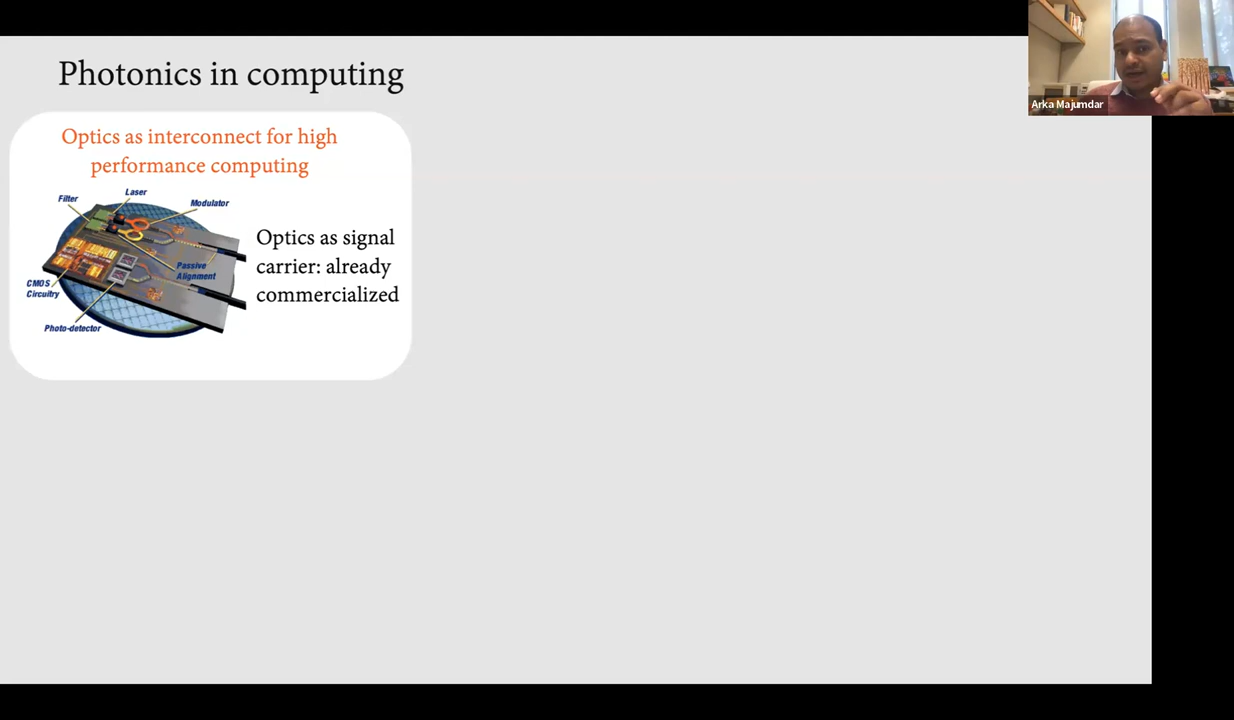 Photonics in computing
Arka Majumdar
Optics as interconnect for high
performance computing
Filter
Laser
Modulator
Optics as signal
carrier: already
commercialized
Passive
Alignment
CMOS
Circuitry
Photo-detector